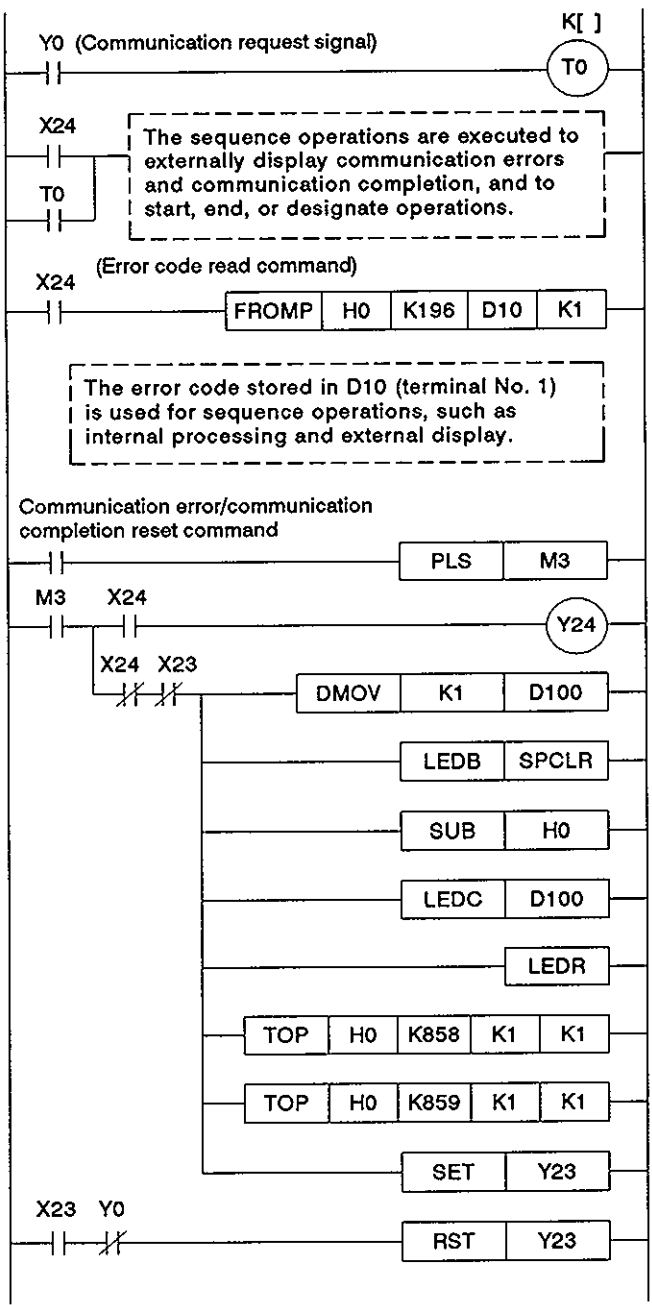 K[ ]
Y0 (Communication request signal)
T0
X24
The sequence operations are executed to
externally display communication errors
and communication completion, and to
start, end, or designate operations.
T0
(Error code read command)
X24
FROMP H0 K196 D10 K1
The error code stored in D10 (terminal No. 1)
is used for sequence operations, such as
internal processing and external display.
Communication error/communication
completion reset command
PLS M3
M3 X24
Y24
X24 X23
DMOV K1 D100
LEDB SPCLR
SUB H0
LEDC D100
LEDR
TOP H0 K858 K1 K1
TOP H0 K859 K1 K1
SET Y23
X23 Y0
RST Y23